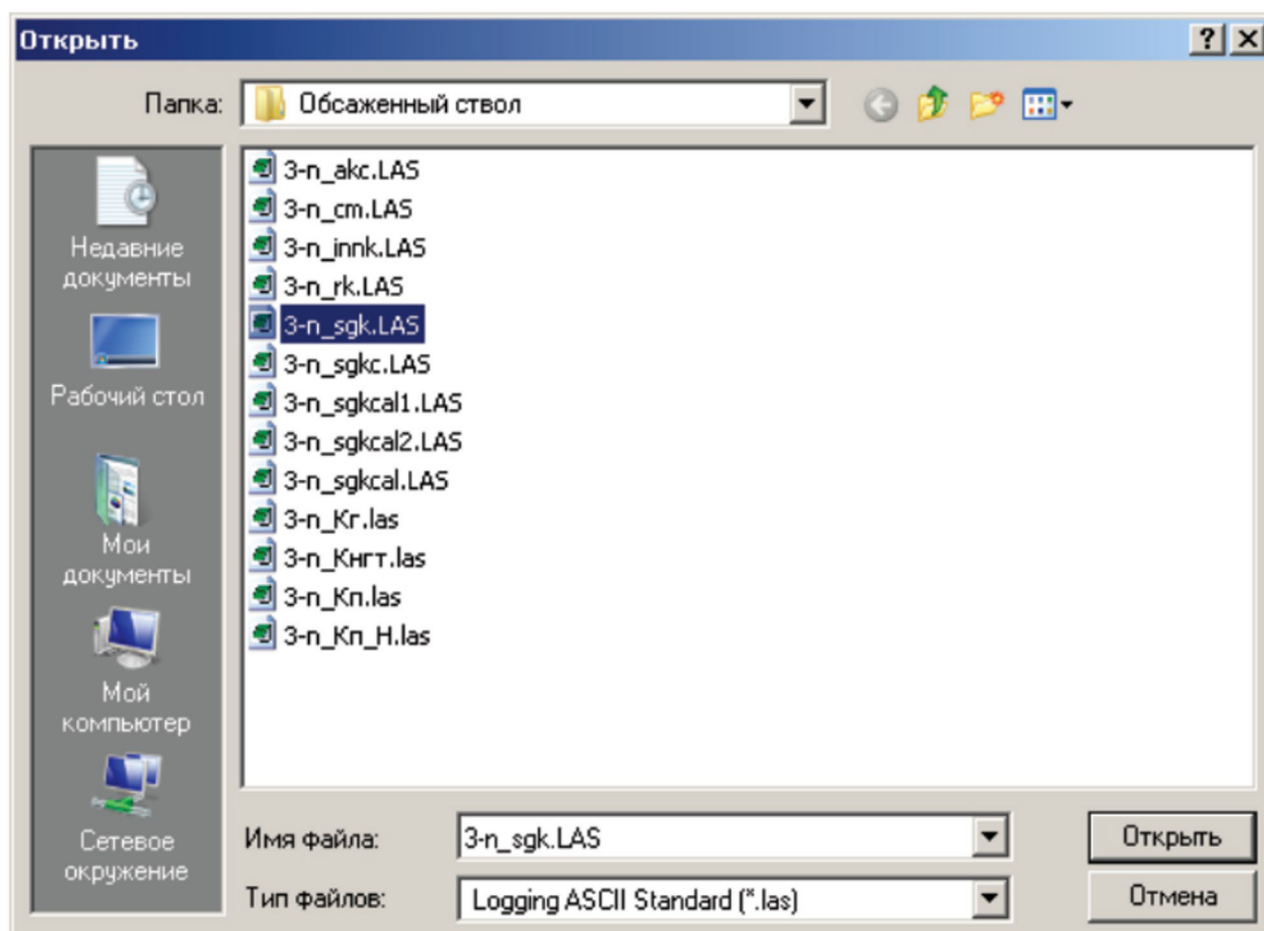 Открыть
Папка: Обсаженный ствол
Недавние
документы
Рабочий стол
Мои
документы
Мой
компьютер
Сетевое
окружение
3-n_akc.LAS
3-n_cm.LAS
3-n_innk.LAS
3-n_rk.LAS
3-n_sgk.LAS
3-n_sgkc.LAS
3-n_sgkcal1.LAS
3-n_sgkcal2.LAS
3-n_sgkcal.LAS
3-n_Кг.las
3-n_Кнгт.las
3-n_Кп.las
3-n_Кп_Н.las
Имя файла: 3-n_sgk.LAS
Открыть
Тип файлов: Logging ASCII Standard (*.las)
Отмена